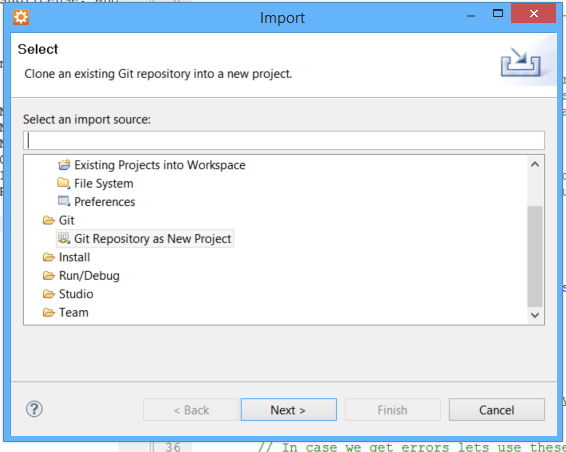 Import
Select
Clone an existing Git repository into a new project.
Select an import source:
Existing Projects into Workspace
File System
Preferences
Git
Git Repository as New Project
Install
Run/Debug
Studio
Team
< Back
Next >
Finish
Cancel
36 // In case we get errors lets use these